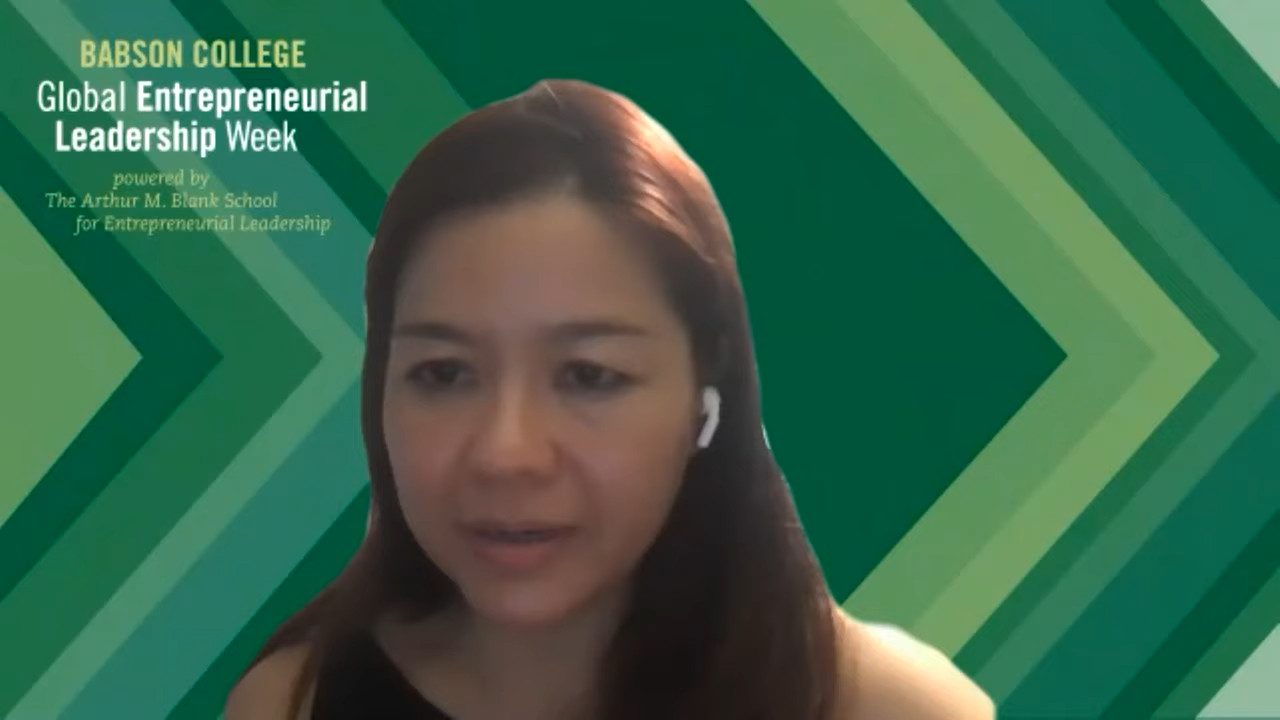 BABSON COLLEGE
Global Entrepreneurial
Leadership Week
powered by
The Arthur M. Blank School
for Entrepreneurial Leadership